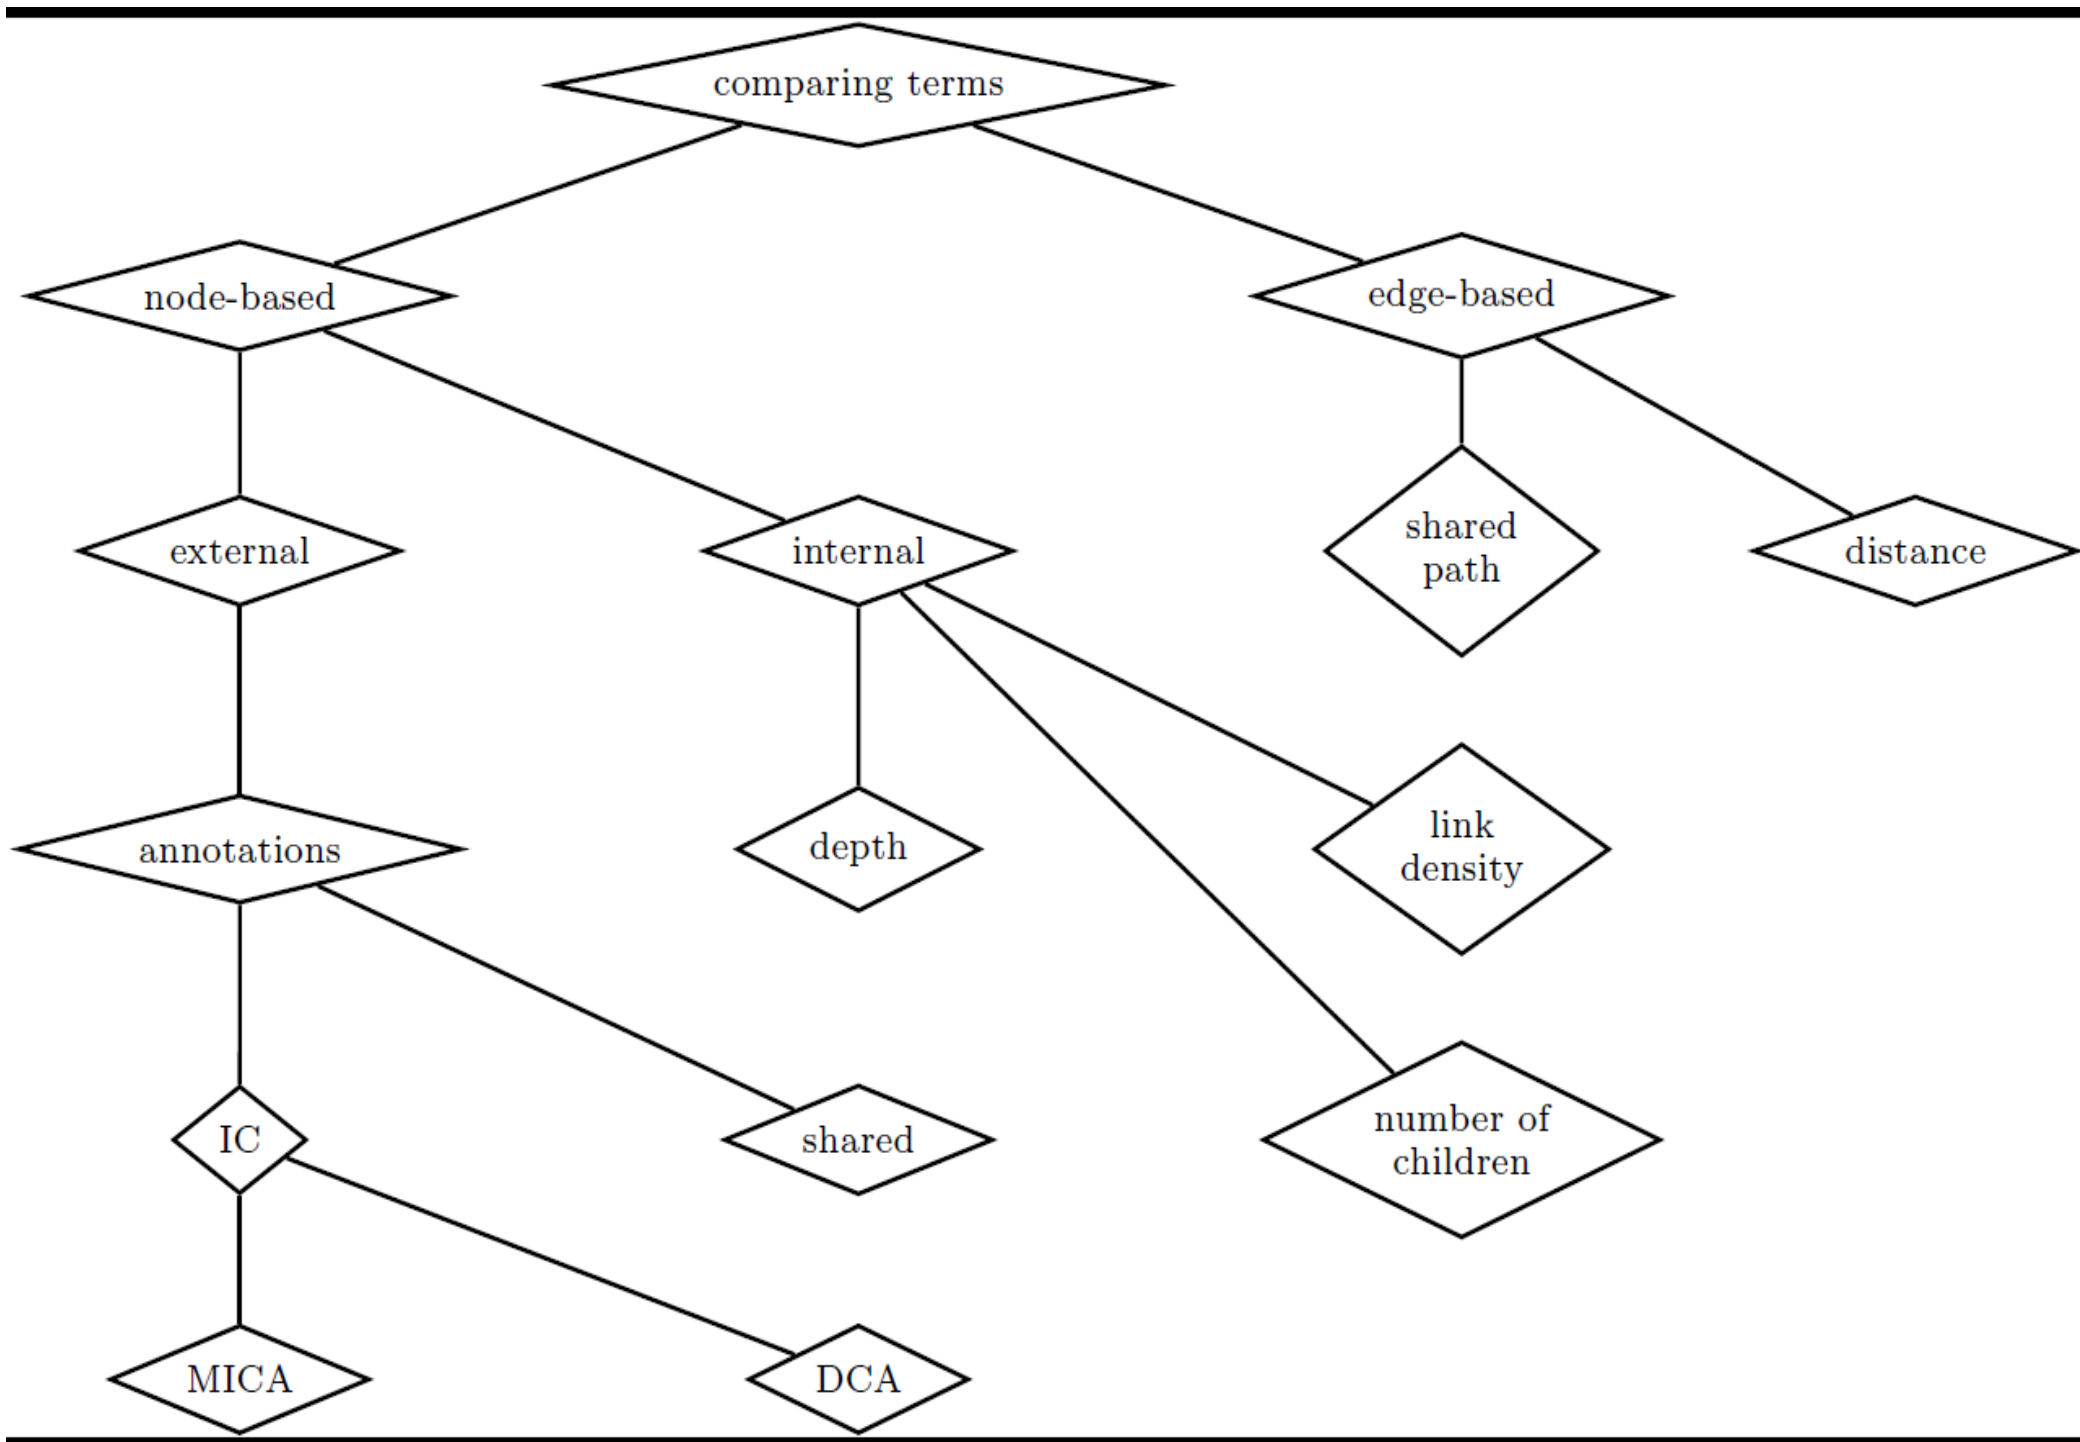 comparing terms
node-based
edge-based
external
internal
shared
path
distance
annotations
depth
link
density
IC
shared
number of
children
MICA
DCA